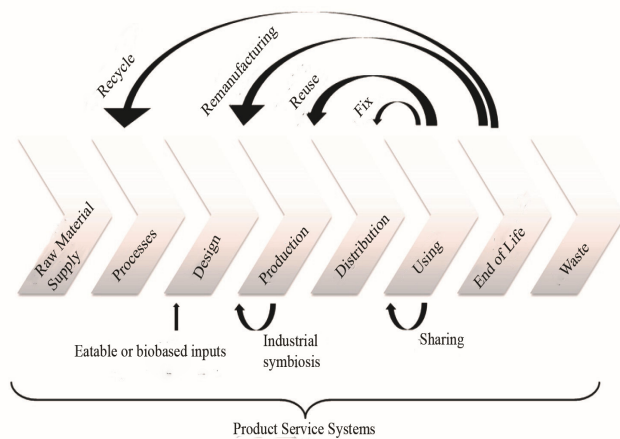 Recycle
Remanufacturing
Reuse
Fix
Raw Material
Supply
Processes
Design
Production
Distribution
Using
End of Life
Waste
Eatable or biobased inputs
Industrial
symbiosis
Sharing
Product Service Systems